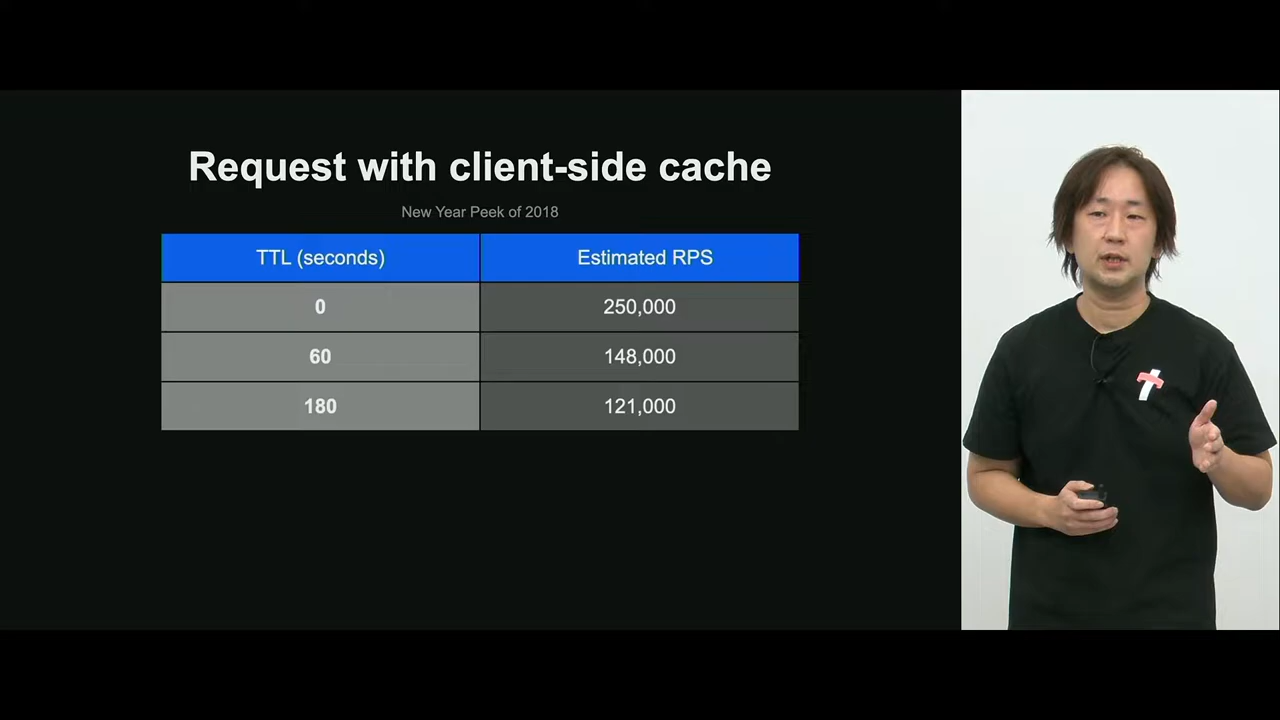 Request with client-side cache
New Year Peek of 2018
TTL (seconds) Estimated RPS
0 250,000
60 148,000
180 121,000